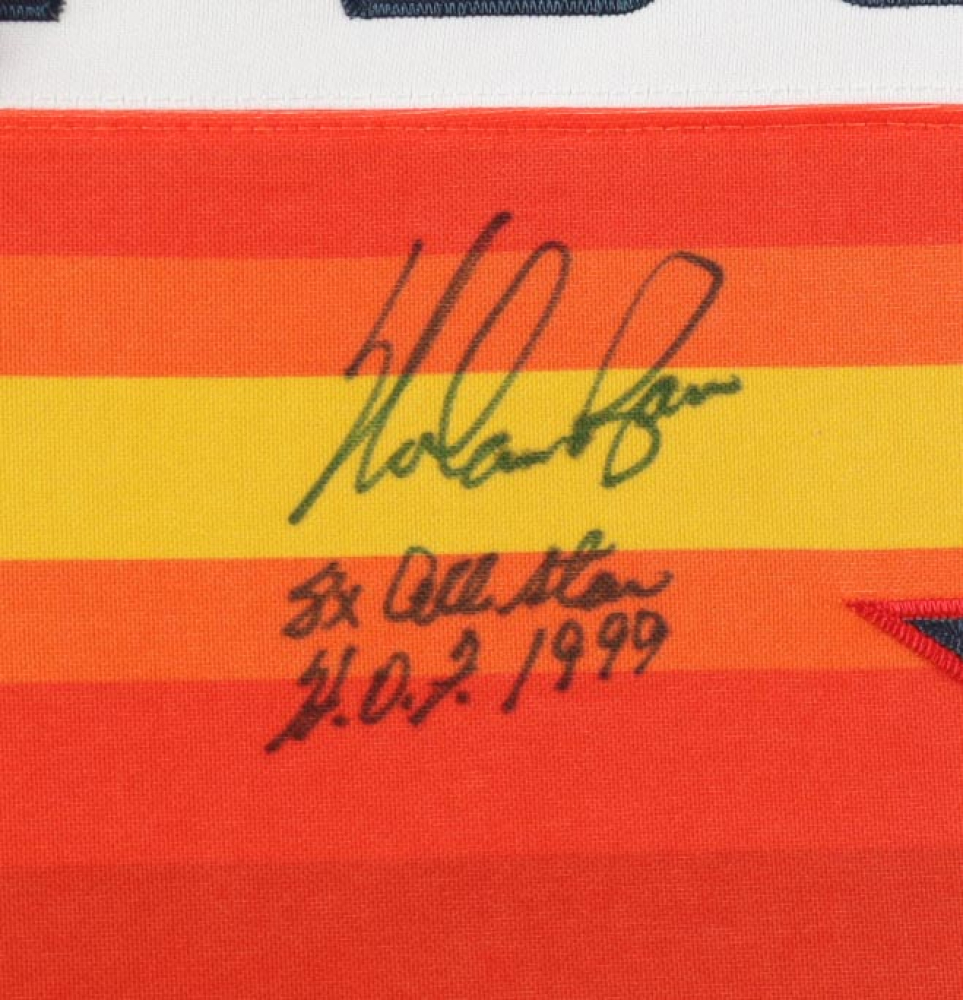 Nolan Ryan
8x All Star
H.O.F. 1999